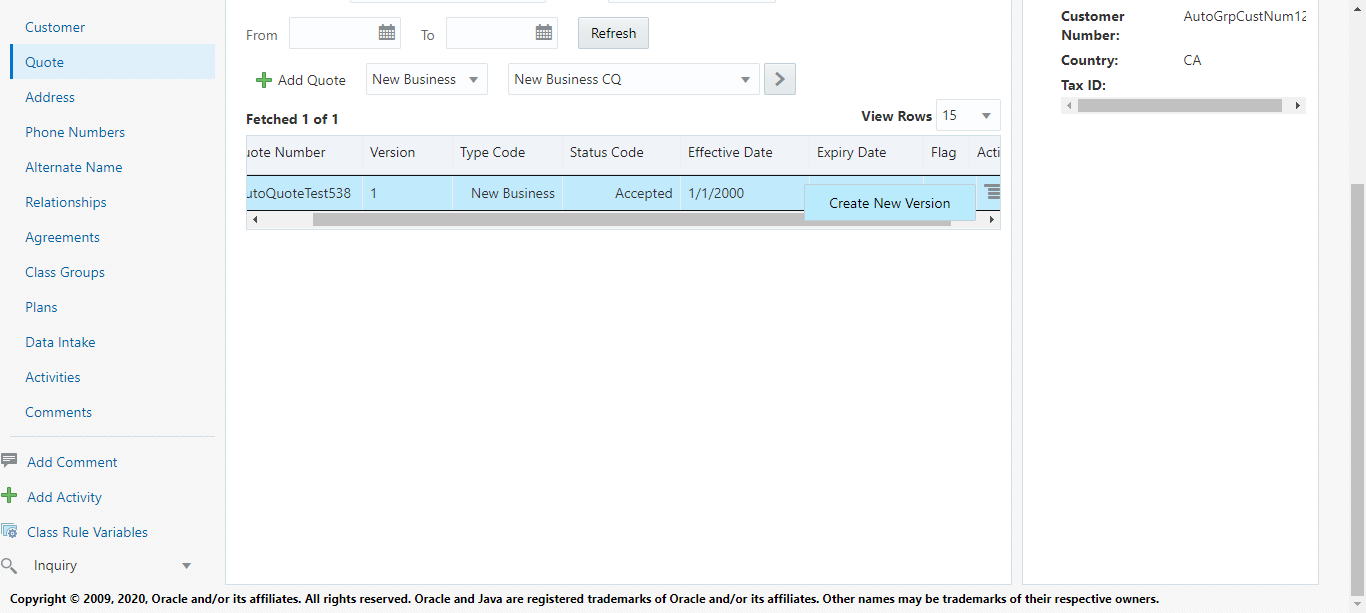 Customer
Quote
Address
Phone Numbers
Alternate Name
Relationships
Agreements
Class Groups
Plans
Data Intake
Activities
Comments
Add Comment
Add Activity
Class Rule Variables
Inquiry
From To Refresh
Add Quote New Business New Business CQ
Fetched 1 of 1 View Rows 15
uote Number Version Type Code Status Code Effective Date Expiry Date Flag Acti
utoQuoteTest538 1 New Business Accepted 1/1/2000
Create New Version
Customer AutoGrpCustNum12
Number:
Country: CA
Tax ID:
Copyright © 2009, 2020, Oracle and/or its affiliates. All rights reserved. Oracle and Java are registered trademarks of Oracle and/or its affiliates. Other names may be trademarks of their respective owners.